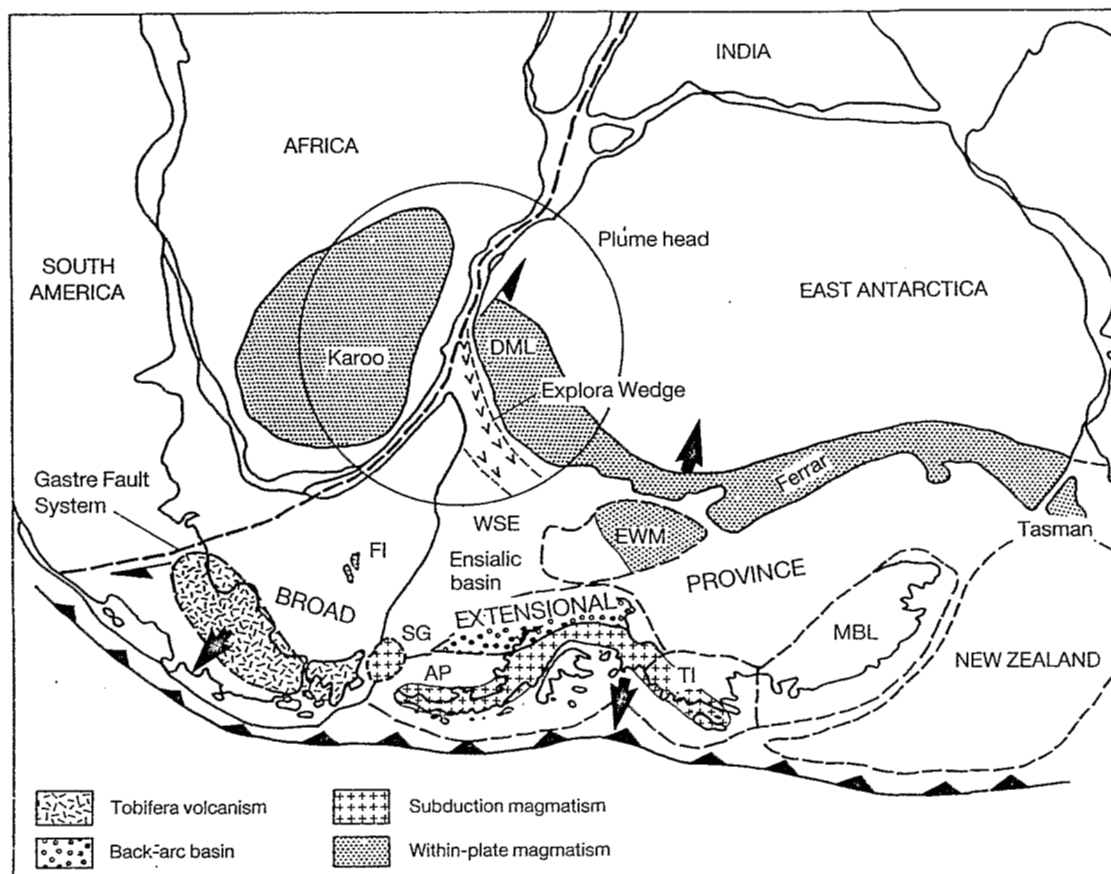 INDIA
AFRICA
Plume head
SOUTH
AMERICA
EAST ANTARCTICA
Karoo
DML
Explora Wedge
Gastre Fault
System
Ferrar
WSE
EWM
Tasman
FI
Ensialic
basin
PROVINCE
BROAD
EXTENSIONAL
SG
MBL
AP
TI
NEW ZEALAND
Tobifera volcanism
Subduction magmatism
Back-arc basin
Within-plate magmatism